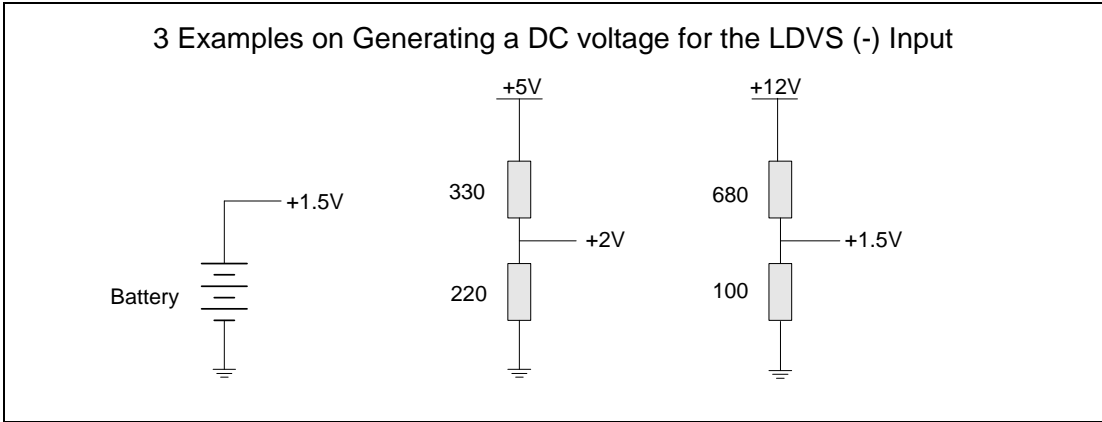 3 Examples on Generating a DC voltage for the LDVS (-) Input
+5V
+12V
330
680
+1.5V
+2V
+1.5V
Battery
220
100